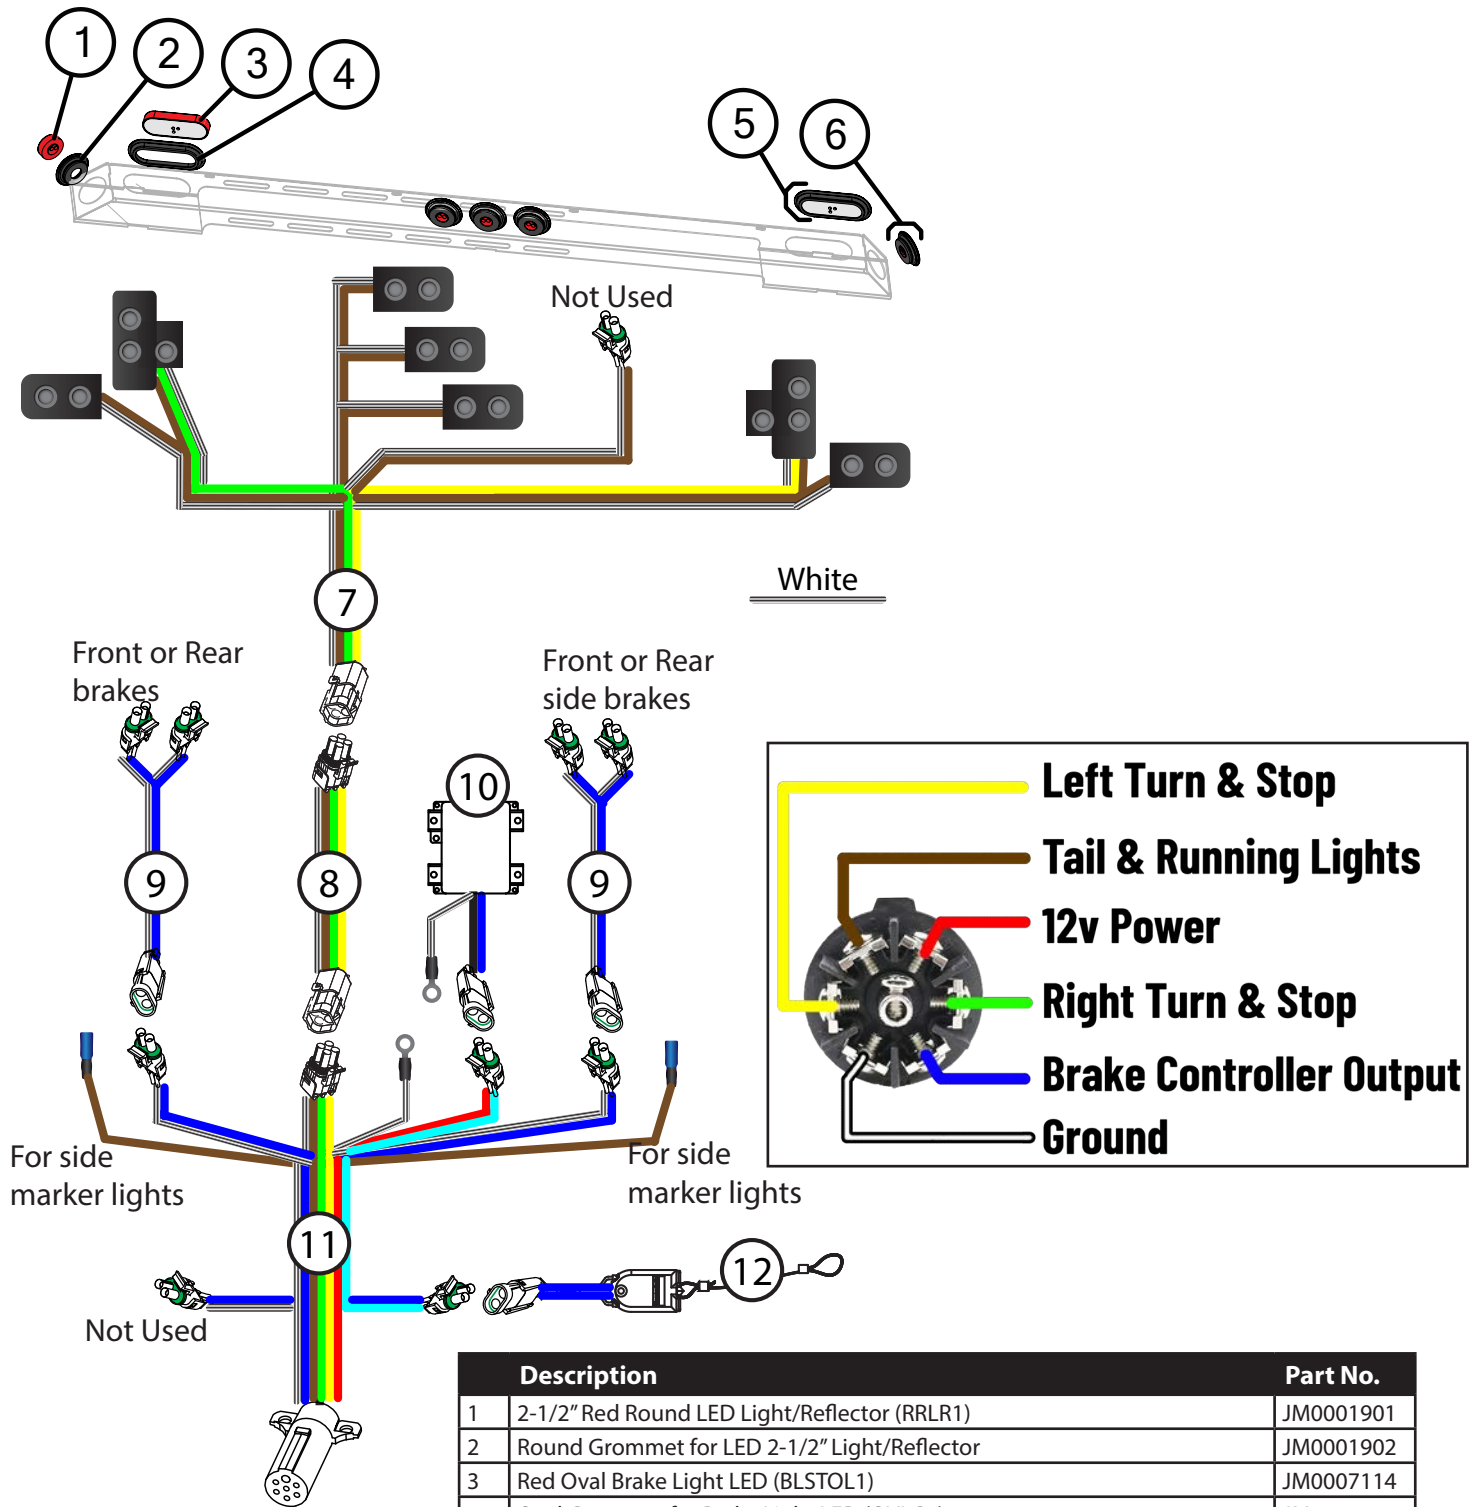 1
2
3
4
5
6
Not Used
7
White
Front or Rear
brakes
Front or Rear
side brakes
10
9
8
9
Left Turn & Stop
Tail & Running Lights
12v Power
Right Turn & Stop
Brake Controller Output
Ground
For side
marker lights
For side
marker lights
11
12
Not Used
Description Part No.
1 2-1/2" Red Round LED Light/Reflector (RRLR1) JM0001901
2 Round Grommet for LED 2-1/2" Light/Reflector JM0001902
3 Red Oval Brake Light LED (BLSTOL1) JM0007114